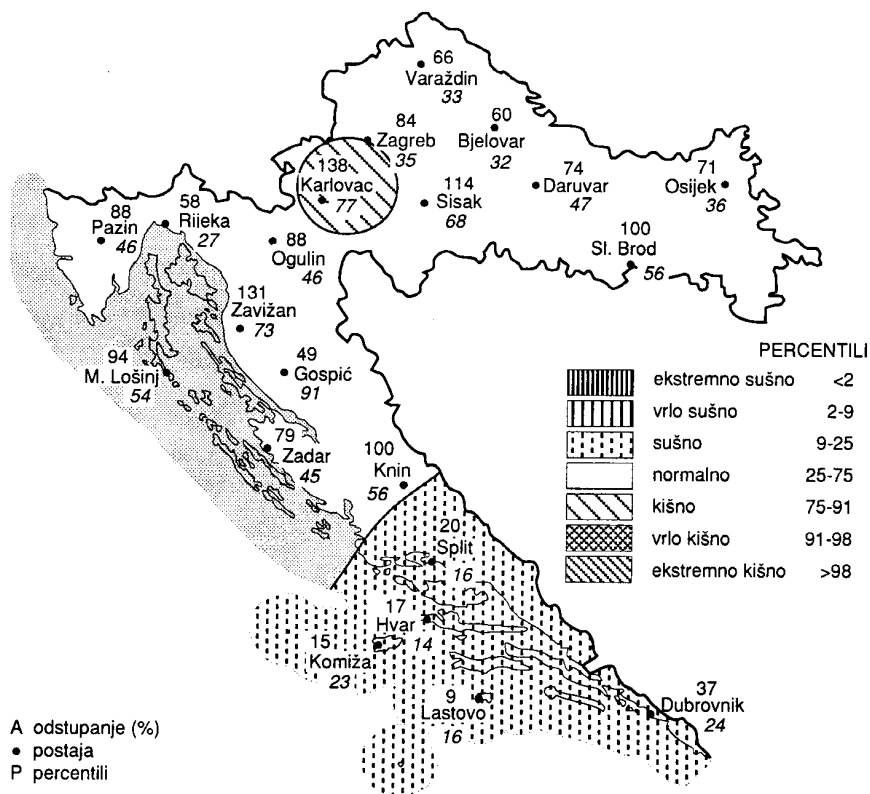 66
Varaždin
33
60
Bjelovar
32
84
Zagreb
35
138
Karlovac
77
114
Sisak
68
74
Daruvar
47
71
Osijek
36
100
Sl. Brod
56
88
Pazin
46
58
Rijeka
27
88
Ogulin
46
131
Zavižan
73
94
M. Lošinj
54
49
Gospić
91
79
Zadar
45
100
Knin
56
20
Split
16
17
Hvar
14
15
Komiža
23
9
Lastovo
16
37
Dubrovnik
24
PERCENTILI
ekstremno sušno <2
vrlo sušno 2-9
sušno 9-25
normalno 25-75
kišno 75-91
vrlo kišno 91-98
ekstremno kišno >98
A odstupanje (%)
• postaja
P percentili